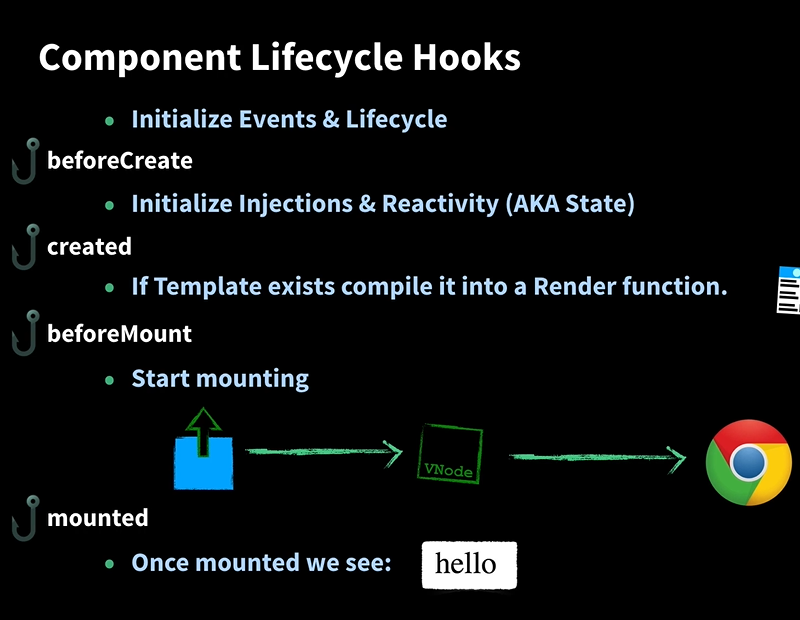 Component Lifecycle Hooks
Initialize Events & Lifecycle
beforeCreate
Initialize Injections & Reactivity (AKA State)
created
If Template exists compile it into a Render function.
beforeMount
Start mounting
VNode
mounted
Once mounted we see:
hello